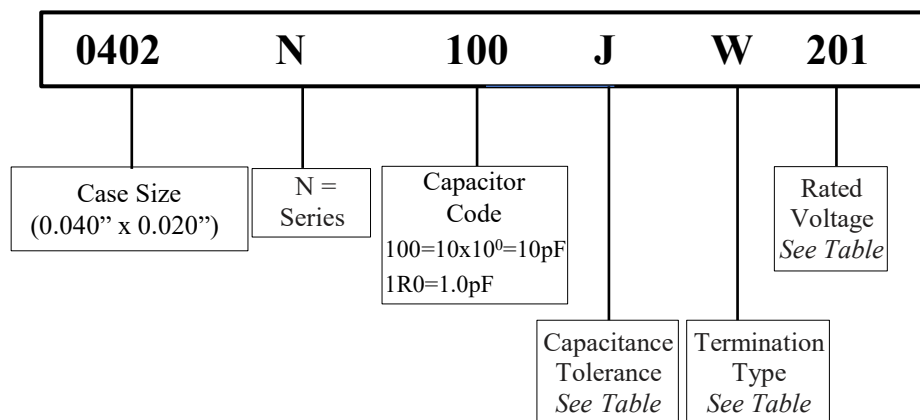 0402 N 100 J W 201
Case Size
(0.040” x 0.020”)
N =
Series
Capacitor
Code
100=10x10⁰=10pF
1R0=1.0pF
Rated
Voltage
See Table
Capacitance
Tolerance
See Table
Termination
Type
See Table